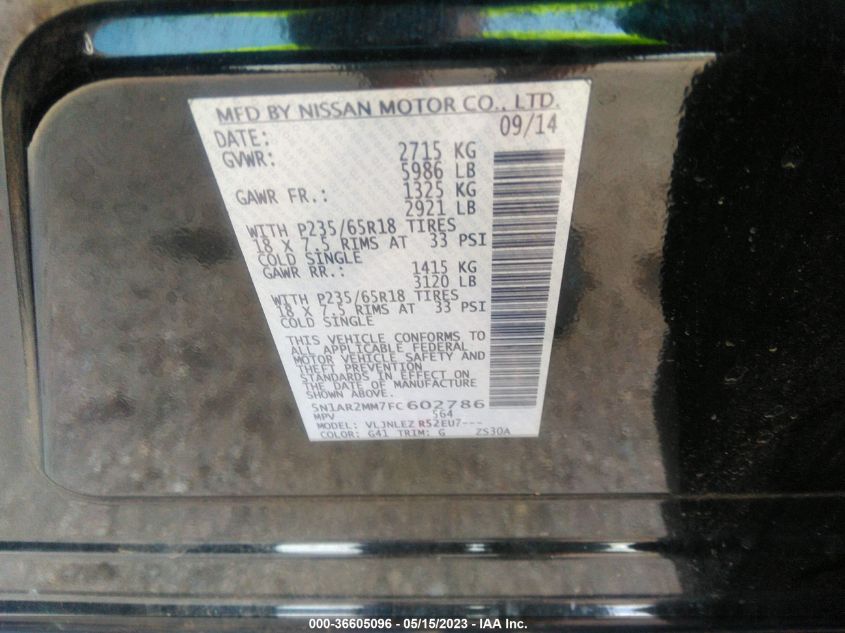 MFD BY NISSAN MOTOR CO., LTD.
DATE: 09/14
GVWR: 2715 KG
5986 LB
GAWR FR.: 1325 KG
2921 LB
WITH P235/65R18 TIRES
18 X 7.5 RIMS AT 33 PSI
COLD SINGLE
GAWR RR.: 1415 KG
3120 LB
WITH P235/65R18 TIRES
18 X 7.5 RIMS AT 33 PSI
COLD SINGLE
THIS VEHICLE CONFORMS TO
ALL APPLICABLE FEDERAL
MOTOR VEHICLE SAFETY AND
THEFT PREVENTION
STANDARDS IN EFFECT ON
THE DATE OF MANUFACTURE
SHOWN ABOVE.
5N1AR2MM7FC602786
MPV 564
MODEL: VLJNLEZ R52EU7---
COLOR: G41 TRIM: G ZS30A
000-36605096 - 05/15/2023 - IAA Inc.